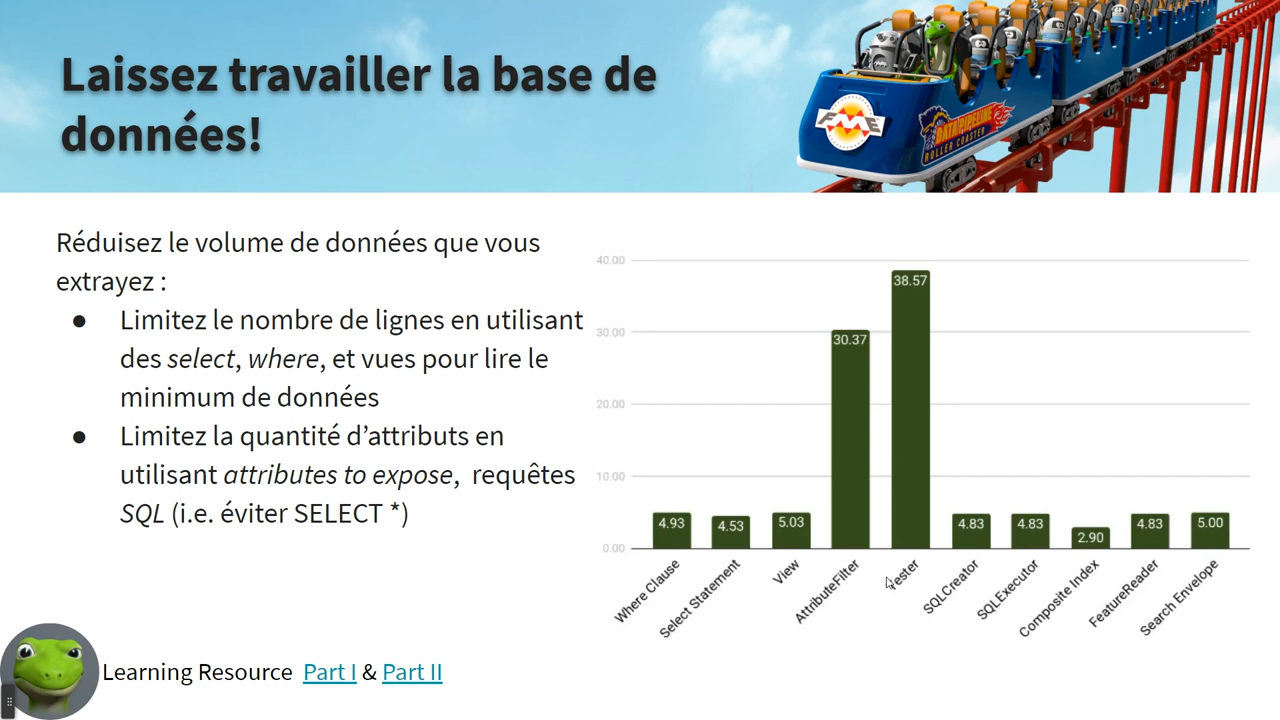 Laissez travailler la base de
données!
FME
DATA PIPELINE
ROLLER COASTER
Réduisez le volume de données que vous
extrayez :
● Limitez le nombre de lignes en utilisant
des select, where, et vues pour lire le
minimum de données
● Limitez la quantité d’attributs en
utilisant attributes to expose, requêtes
SQL (i.e. éviter SELECT *)
40.00
30.00
20.00
10.00
0.00
4.93
4.53
5.03
30.37
38.57
4.83
4.83
2.90
4.83
5.00
Where Clause
Select Statement
View
AttributeFilter
Tester
SQLCreator
SQLExecutor
Composite Index
FeatureReader
Search Envelope
Learning Resource Part I & Part II